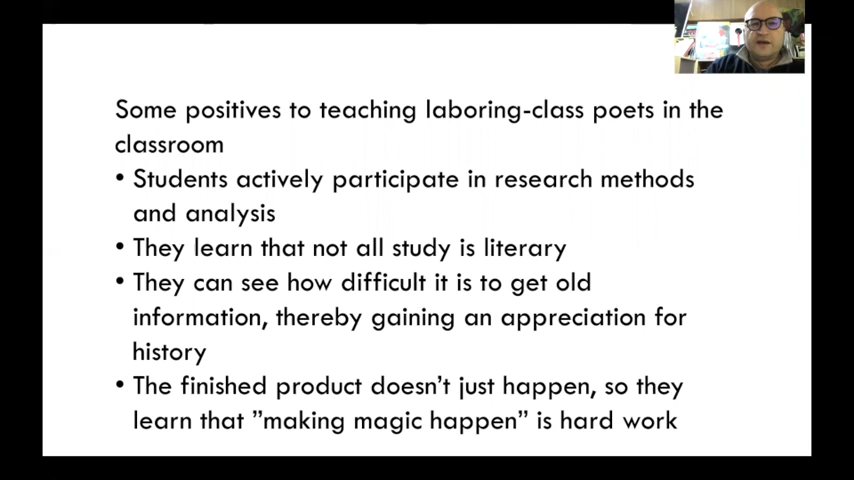 Some positives to teaching laboring-class poets in the
classroom
• Students actively participate in research methods
and analysis
• They learn that not all study is literary
• They can see how difficult it is to get old
information, thereby gaining an appreciation for
history
• The finished product doesn’t just happen, so they
learn that ”making magic happen” is hard work